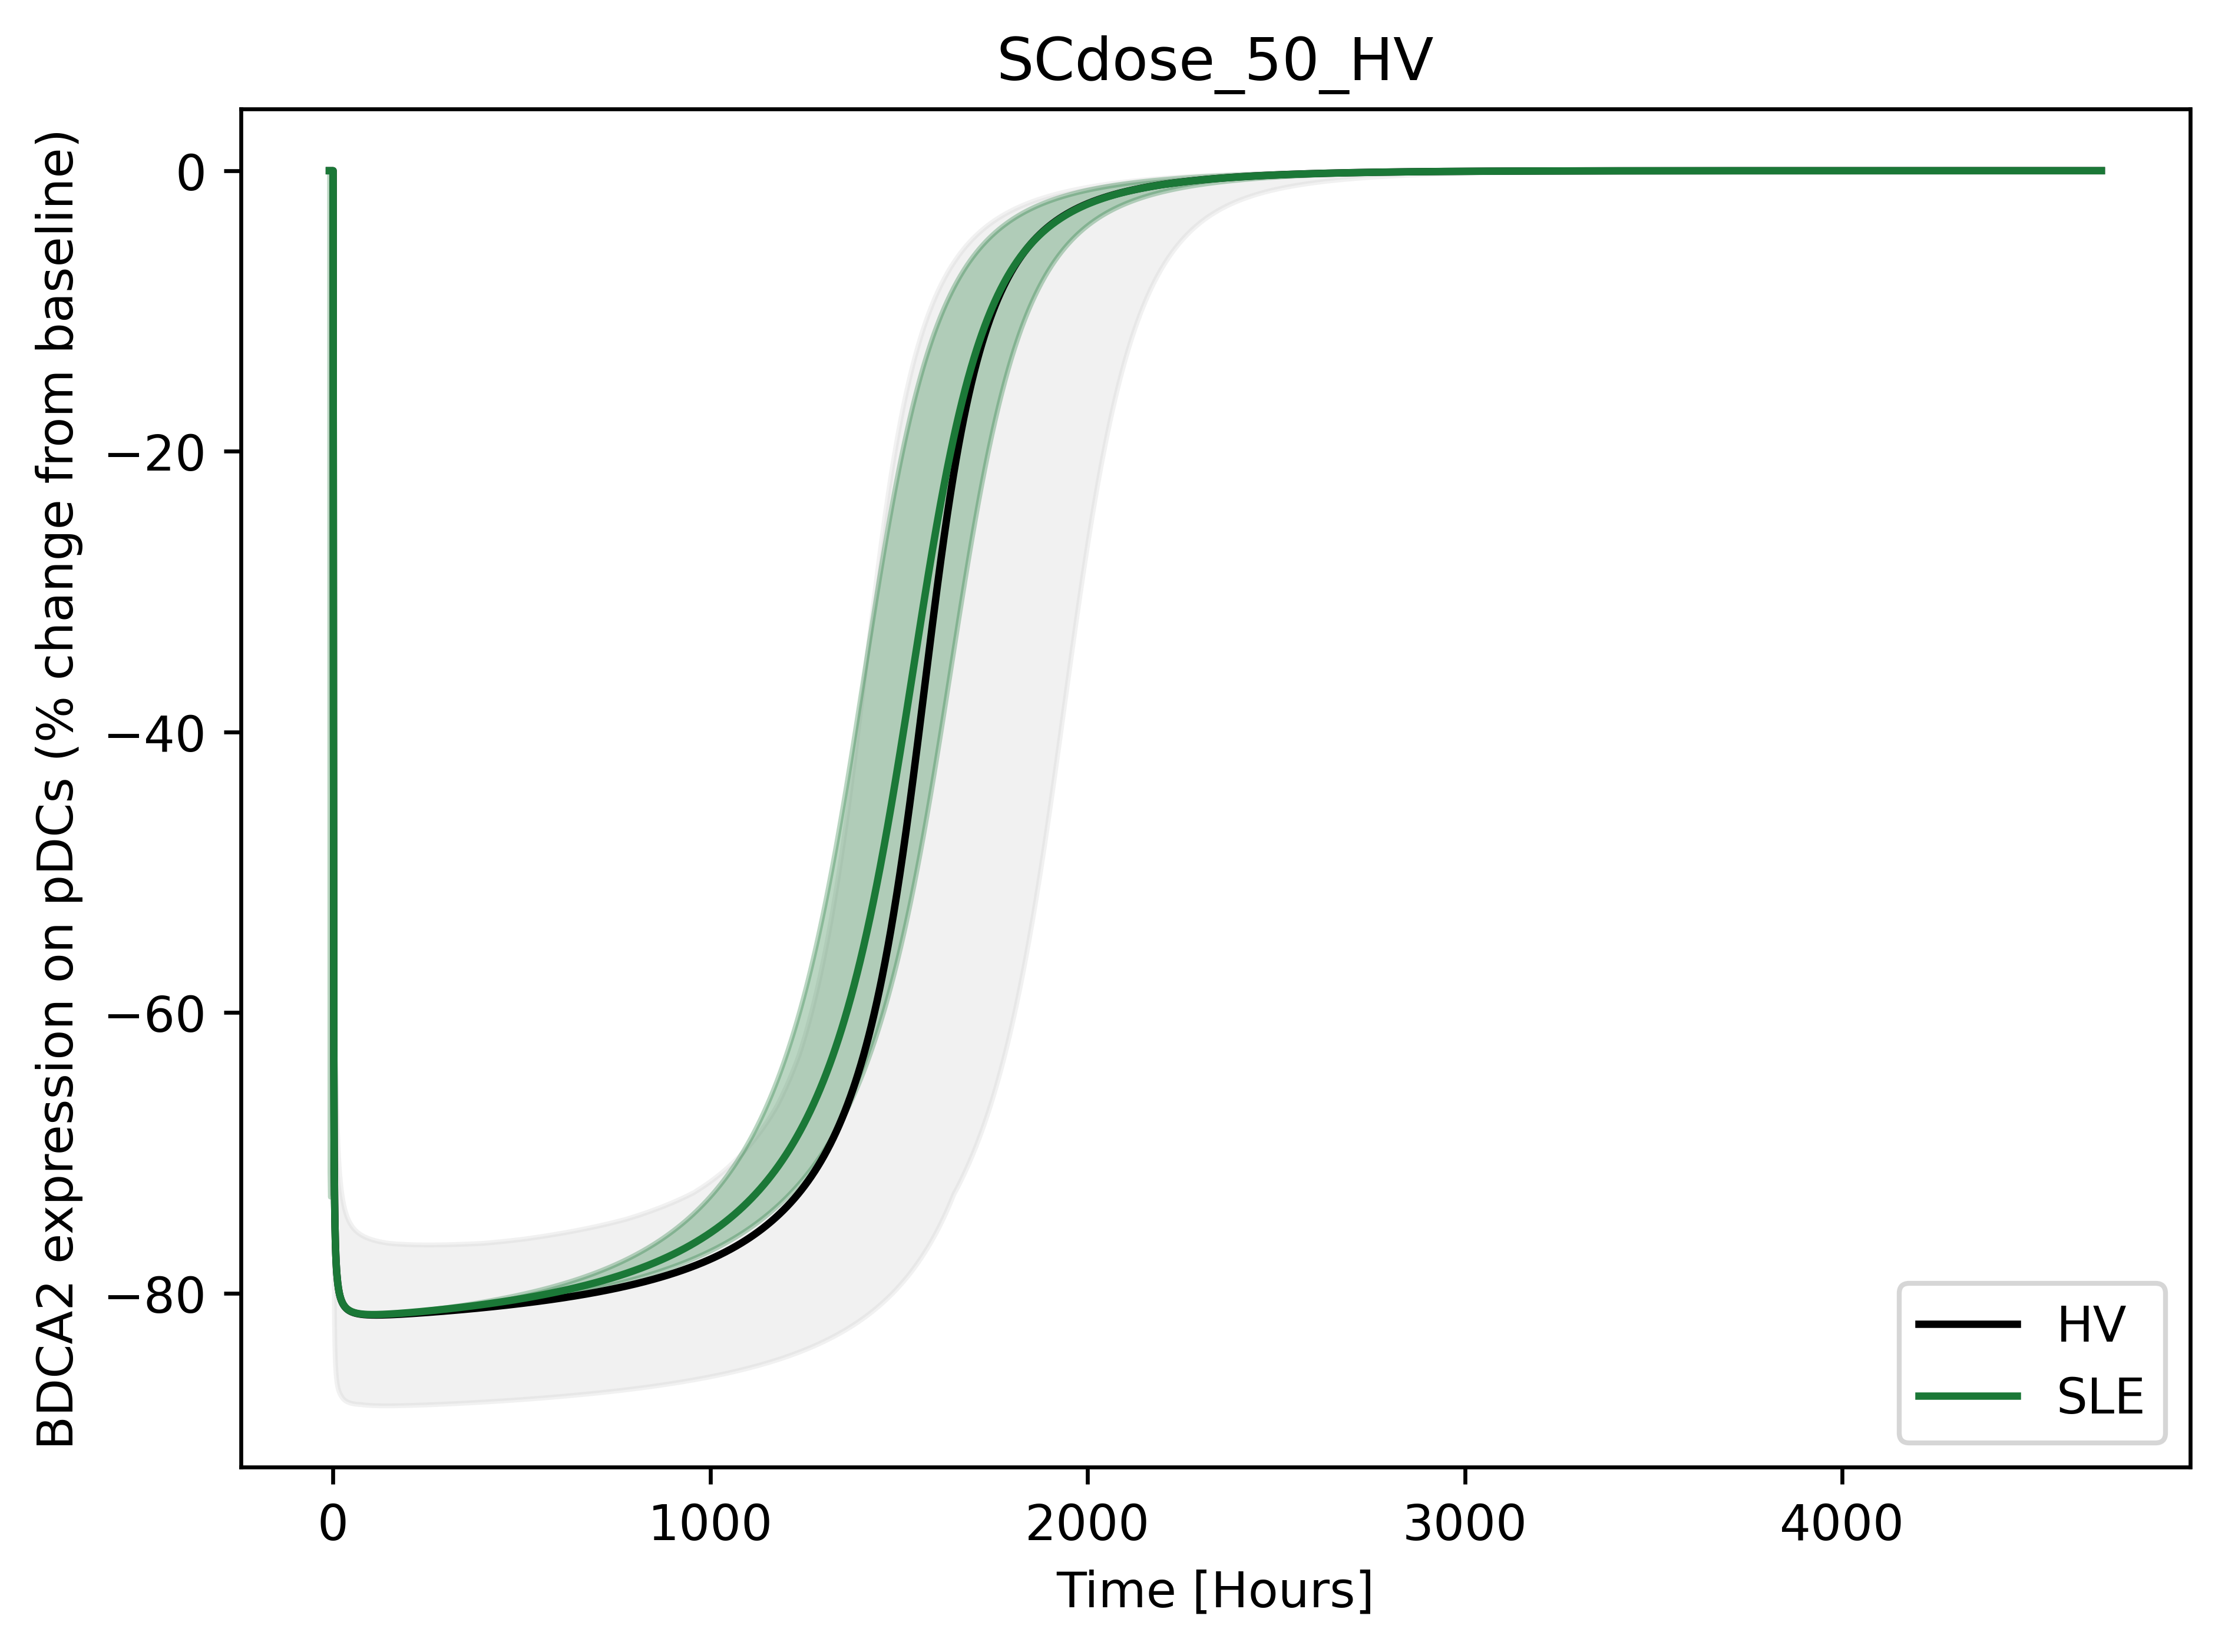 SCdose_50_HV
BDCA2 expression on pDCs (% change from baseline)
0
−20
−40
−60
−80
0
1000
2000
3000
4000
Time [Hours]
HV
SLE